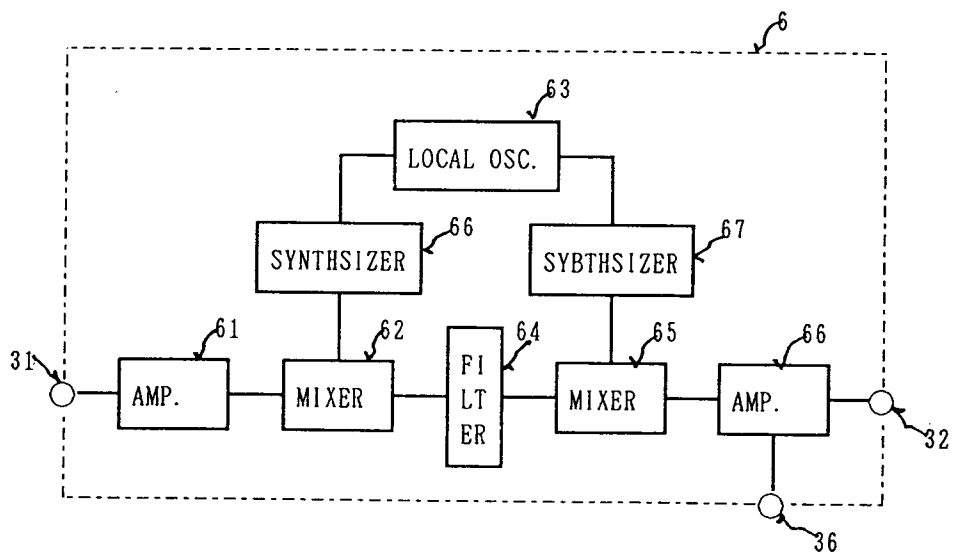 6
63
LOCAL OSC.
66
67
SYNTHSIZER
SYBTHSIZER
61
62
64
65
66
31
AMP.
MIXER
FI
LT
ER
MIXER
AMP.
32
36